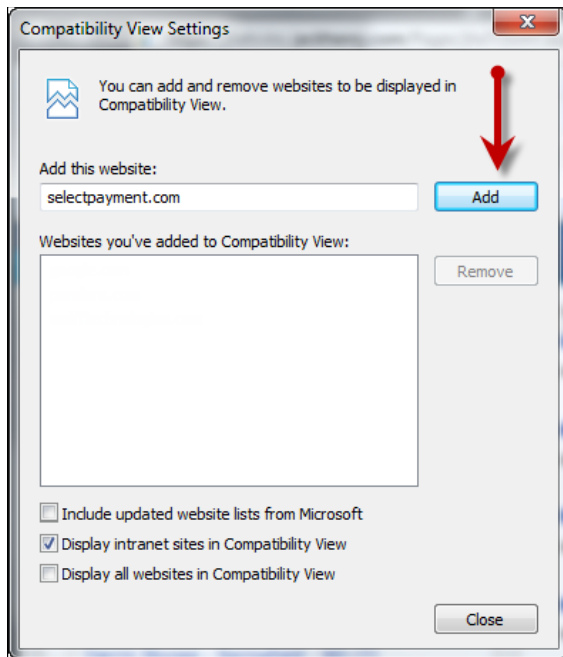 Compatibility View Settings
You can add and remove websites to be displayed in
Compatibility View.
Add this website:
selectpayment.com
Add
Websites you've added to Compatibility View:
Remove
Include updated website lists from Microsoft
Display intranet sites in Compatibility View
Display all websites in Compatibility View
Close